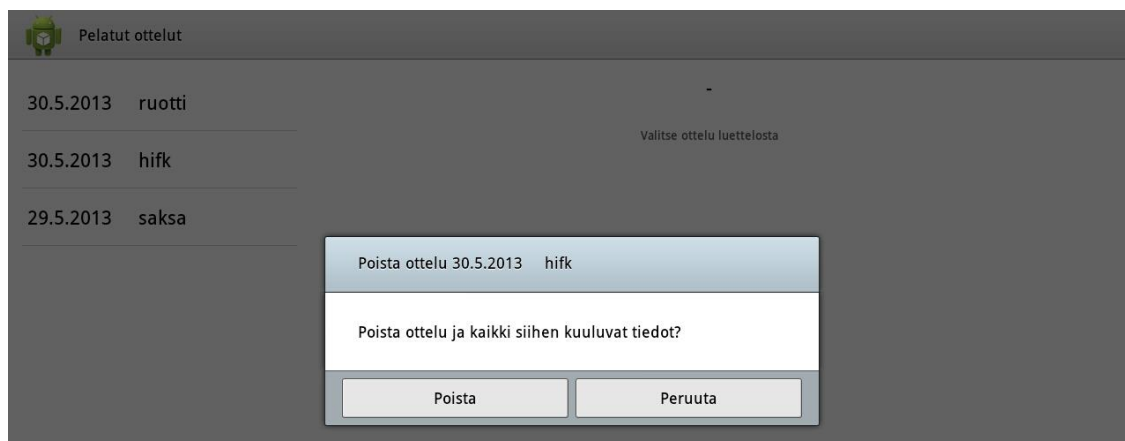 Pelatut ottelut
30.5.2013 ruotti
30.5.2013 hifk
29.5.2013 saksa
-
Valitse ottelu luettelosta
Poista ottelu 30.5.2013 hifk
Poista ottelu ja kaikki siihen kuuluvat tiedot?
Poista Peruuta